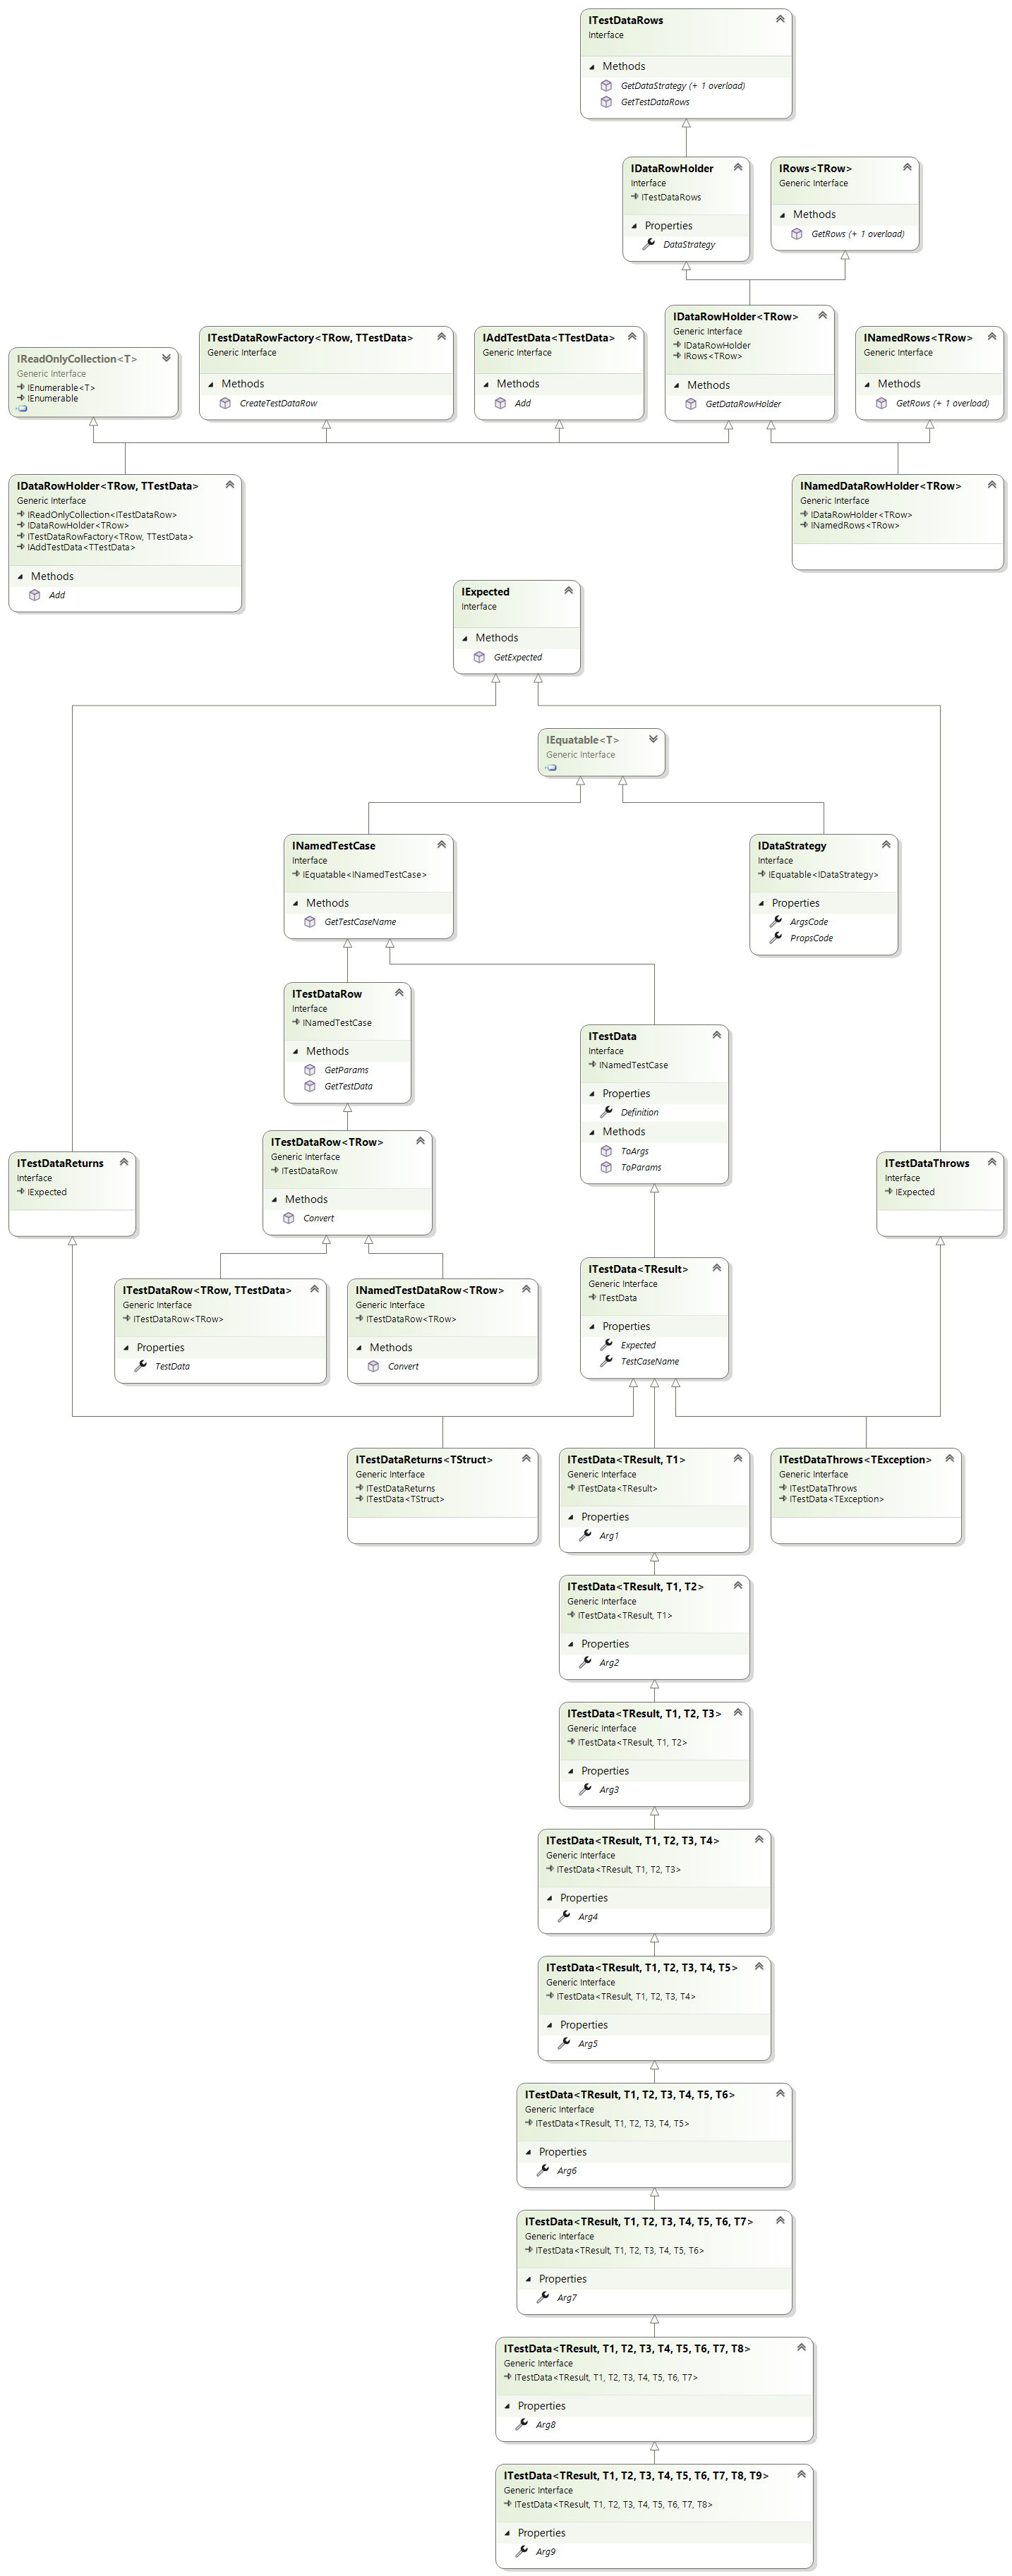 ITestDataRows
Interface
Methods
GetDataStrategy (+ 1 overload)
GetTestDataRows
IDataRowHolder
Interface
ITestDataRows
Properties
DataStrategy
IRows<TRow>
Generic Interface
Methods
GetRows (+ 1 overload)
IReadOnlyCollection<T>
Generic Interface
IEnumerable<T>
IEnumerable
ITestDataRowFactory<TRow, TTestData>
Generic Interface
Methods
CreateTestDataRow
IAddTestData<TTestData>
Generic Interface
Methods
Add
IDataRowHolder<TRow>
Generic Interface
IDataRowHolder
IRows<TRow>
Methods
GetDataRowHolder
INamedRows<TRow>
Generic Interface
Methods
GetRows (+ 1 overload)
IDataRowHolder<TRow, TTestData>
Generic Interface
IReadOnlyCollection<ITestDataRow>
IDataRowHolder<TRow>
ITestDataRowFactory<TRow, TTestData>
IAddTestData<TTestData>
Methods
Add
INamedDataRowHolder<TRow>
Generic Interface
IDataRowHolder<TRow>
INamedRows<TRow>
IExpected
Interface
Methods
GetExpected
IEquatable<T>
Generic Interface
INamedTestCase
Interface
IEquatable<INamedTestCase>
Methods
GetTestCaseName
IDataStrategy
Interface
IEquatable<IDataStrategy>
Properties
ArgsCode
PropsCode
ITestDataRow
Interface
INamedTestCase
Methods
GetParams
GetTestData
ITestData
Interface
INamedTestCase
Properties
Definition
Methods
ToArgs
ToParams
ITestDataReturns
Interface
IExpected
ITestDataRow<TRow>
Generic Interface
ITestDataRow
Methods
Convert
ITestDataThrows
Interface
IExpected
ITestDataRow<TRow, TTestData>
Generic Interface
ITestDataRow<TRow>
Properties
TestData
INamedTestDataRow<TRow>
Generic Interface
ITestDataRow<TRow>
Methods
Convert
ITestData<TResult>
Generic Interface
ITestData
Properties
Expected
TestCaseName
ITestDataReturns<TStruct>
Generic Interface
ITestDataReturns
ITestData<TStruct>
ITestData<TResult, T1>
Generic Interface
ITestData<TResult>
Properties
Arg1
ITestDataThrows<TException>
Generic Interface
ITestDataThrows
ITestData<TException>
ITestData<TResult, T1, T2>
Generic Interface
ITestData<TResult, T1>
Properties
Arg2
ITestData<TResult, T1, T2, T3>
Generic Interface
ITestData<TResult, T1, T2>
Properties
Arg3
ITestData<TResult, T1, T2, T3, T4>
Generic Interface
ITestData<TResult, T1, T2, T3>
Properties
Arg4
ITestData<TResult, T1, T2, T3, T4, T5>
Generic Interface
ITestData<TResult, T1, T2, T3, T4>
Properties
Arg5
ITestData<TResult, T1, T2, T3, T4, T5, T6>
Generic Interface
ITestData<TResult, T1, T2, T3, T4, T5>
Properties
Arg6
ITestData<TResult, T1, T2, T3, T4, T5, T6, T7>
Generic Interface
ITestData<TResult, T1, T2, T3, T4, T5, T6>
Properties
Arg7
ITestData<TResult, T1, T2, T3, T4, T5, T6, T7, T8>
Generic Interface
ITestData<TResult, T1, T2, T3, T4, T5, T6, T7>
Properties
Arg8
ITestData<TResult, T1, T2, T3, T4, T5, T6, T7, T8, T9>
Generic Interface
ITestData<TResult, T1, T2, T3, T4, T5, T6, T7, T8>
Properties
Arg9